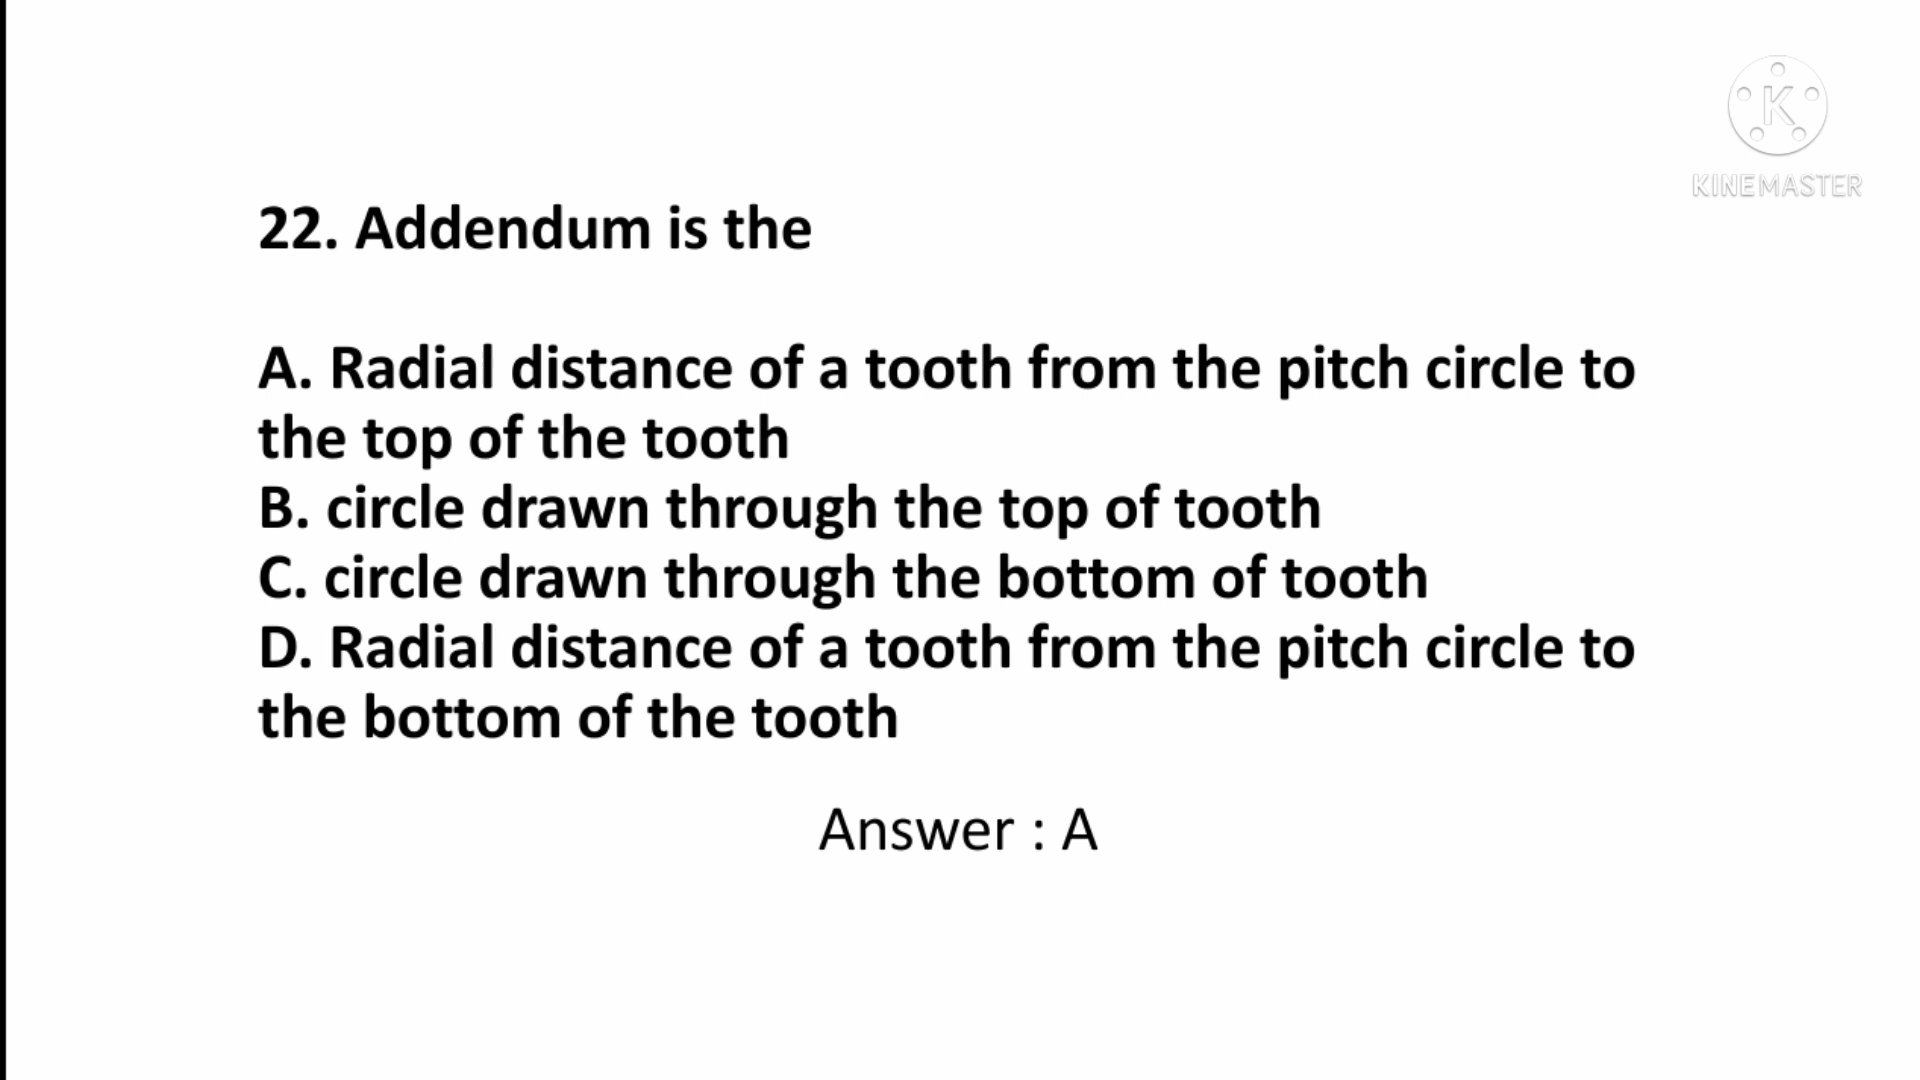 K
KINEMASTER
22. Addendum is the
A. Radial distance of a tooth from the pitch circle to
the top of the tooth
B. circle drawn through the top of tooth
C. circle drawn through the bottom of tooth
D. Radial distance of a tooth from the pitch circle to
the bottom of the tooth
Answer : A